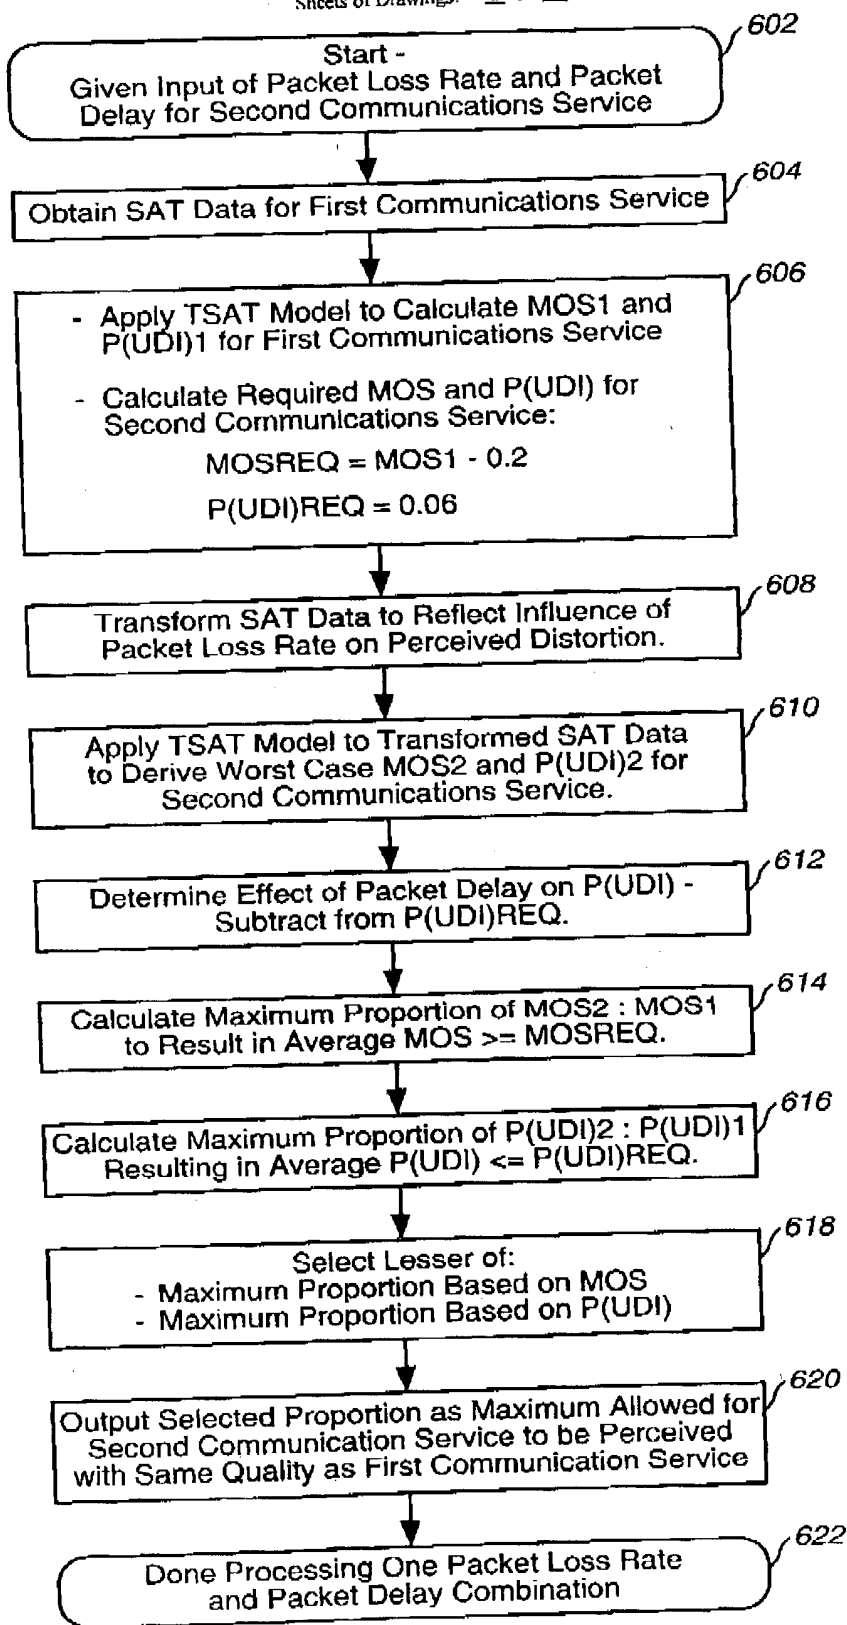 Sheets of Drawings:
602
Start -
Given Input of Packet Loss Rate and Packet
Delay for Second Communications Service
604
Obtain SAT Data for First Communications Service
606
- Apply TSAT Model to Calculate MOS1 and
P(UDI)1 for First Communications Service
- Calculate Required MOS and P(UDI) for
Second Communications Service:
MOSREQ = MOS1 - 0.2
P(UDI)REQ = 0.06
608
Transform SAT Data to Reflect Influence of
Packet Loss Rate on Perceived Distortion.
610
Apply TSAT Model to Transformed SAT Data
to Derive Worst Case MOS2 and P(UDI)2 for
Second Communications Service.
612
Determine Effect of Packet Delay on P(UDI) -
Subtract from P(UDI)REQ.
614
Calculate Maximum Proportion of MOS2 : MOS1
to Result in Average MOS >= MOSREQ.
616
Calculate Maximum Proportion of P(UDI)2 : P(UDI)1
Resulting in Average P(UDI) <= P(UDI)REQ.
618
Select Lesser of:
- Maximum Proportion Based on MOS
- Maximum Proportion Based on P(UDI)
620
Output Selected Proportion as Maximum Allowed for
Second Communication Service to be Perceived
with Same Quality as First Communication Service
622
Done Processing One Packet Loss Rate
and Packet Delay Combination